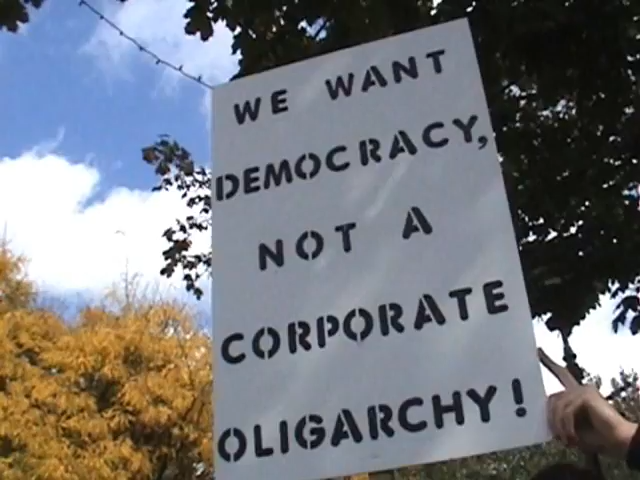 WE WANT
DEMOCRACY,
NOT A
CORPORATE
OLIGARCHY!